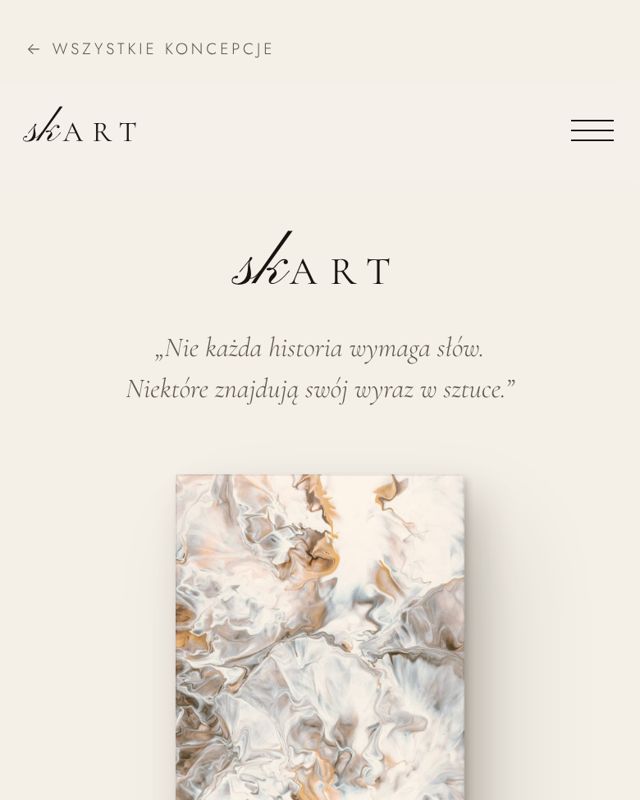 ← WSZYSTKIE KONCEPCJE
skART
skART
„Nie każda historia wymaga słów.
Niektóre znajdują swój wyraz w sztuce.”